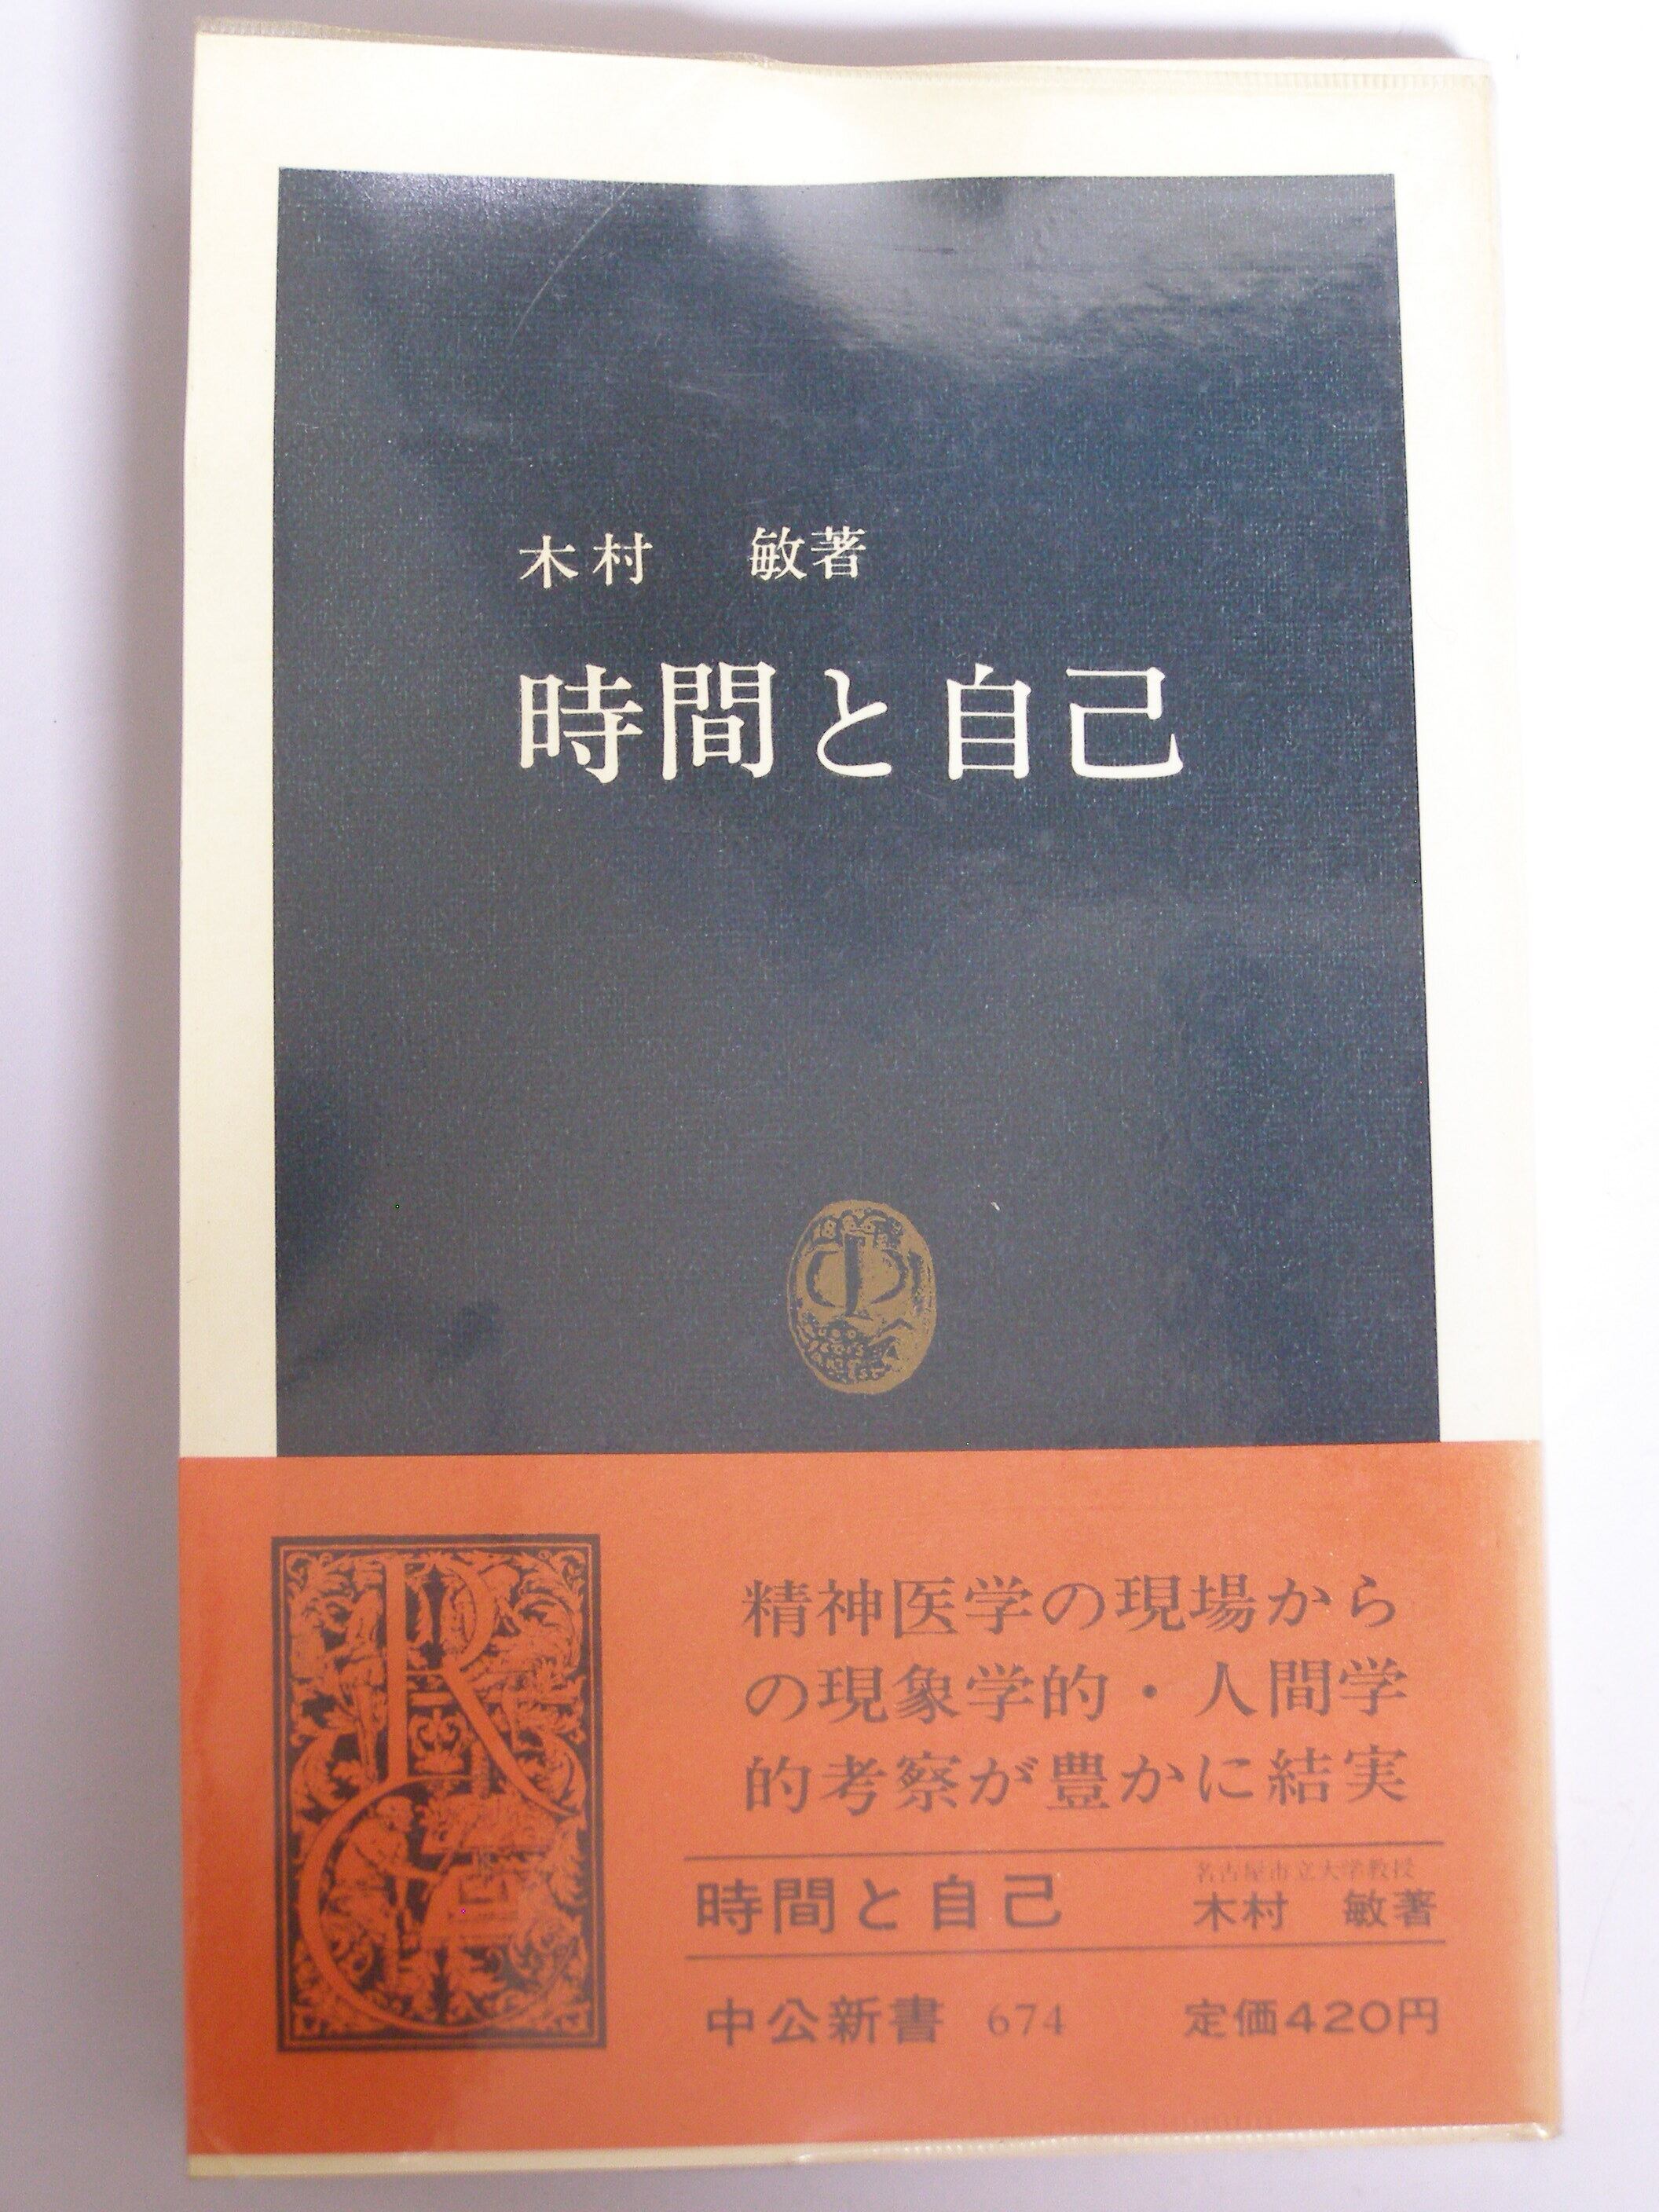 木村 敏著
時間と自己
精神医学の現場から
の現象学的・人間学
的考察が豊かに結実
名古屋市立大学教授
時間と自己 木村 敏著
中公新書 674 定価420円